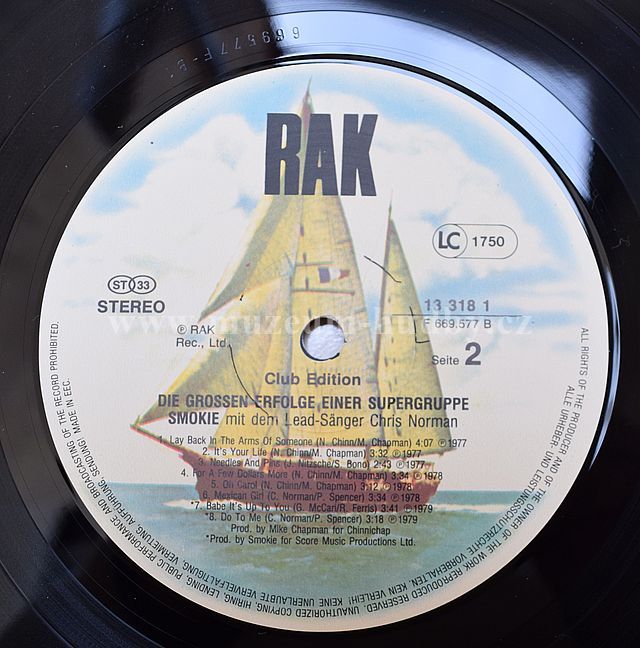 669577F-B
RAK
LC 1750
ST 33
STEREO
13 318 1
F 669.577 B
www.muzeum-hudby.cz
℗ RAK
Rec., Ltd.
Seite 2
Club Edition
DIE GROSSEN ERFOLGE EINER SUPERGRUPPE
SMOKIE mit dem Lead-Sänger Chris Norman
1. Lay Back In The Arms Of Someone (N. Chinn/M. Chapman) 4:07 ℗1977
2. It's Your Life (N. Chinn/M. Chapman) 3:32 ℗1977
3. Needles And Pins (J. Nitzsche/S. Bono) 2:43 ℗1977
4. For A Few Dollars More (N. Chinn/M. Chapman) 3:34 ℗1978
5. Oh Carol (N. Chinn/M. Chapman) 3:12 ℗1978
6. Mexican Girl (C. Norman/P. Spencer) 3:34 ℗1978
*7. Babe It's Up To You (G. McCari/R. Ferris) 3:41 ℗1979
*8. Do To Me (C. Norman/P. Spencer) 3:18 ℗1979
Prod. by Mike Chapman for Chinnichap
*Prod. by Smokie for Score Music Productions Ltd.
ALL RIGHTS OF THE PRODUCER AND OF THE OWNER OF THE WORK REPRODUCED RESERVED. COPYING, HIRING, LENDING, PUBLIC PERFORMANCE AND BROADCASTING OF THE RECORD PROHIBITED.
ALLE URHEBER- UND LEISTUNGSSCHUTZRECHTE VORBEHALTEN. KEIN VERLEIH! KEINE UNERLAUBTE VERVIELFÄLTIGUNG, VERMIETUNG, AUFFÜHRUNG, SENDUNG! MADE IN EEC.